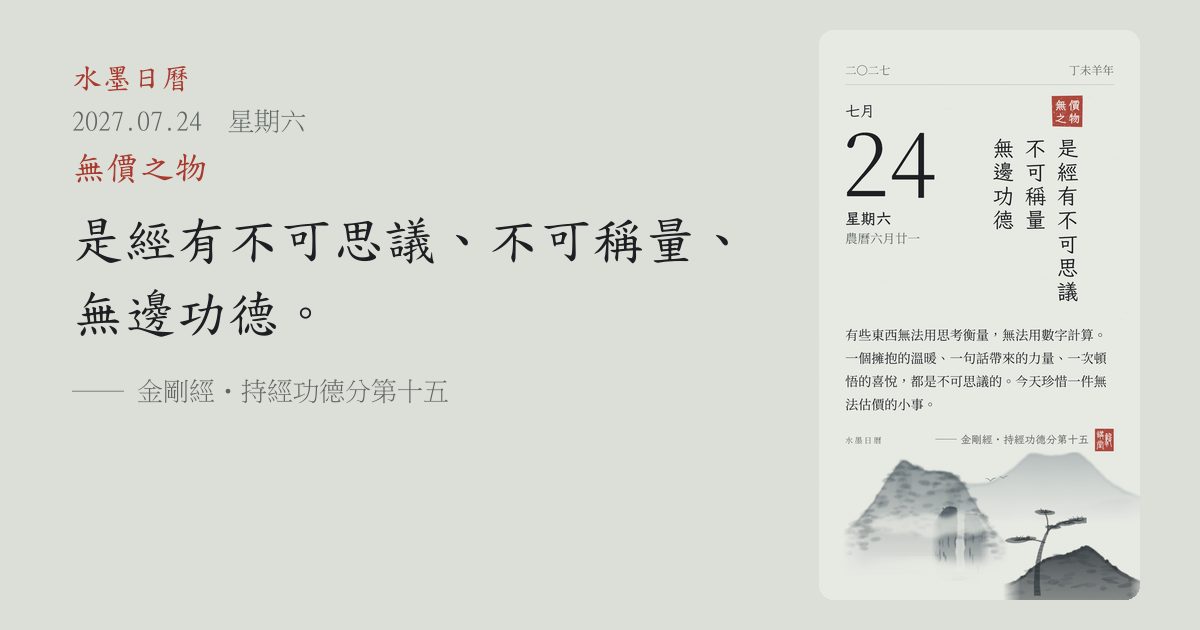 水墨日曆
2027.07.24 星期六
無價之物
是經有不可思議、不可稱量、
無邊功德。
—— 金剛經・持經功德分第十五
二〇二七
丁未羊年
七月
24
星期六
農曆六月廿一
無價之物
是經有不可思議
不可稱量
無邊功德
有些東西無法用思考衡量，無法用數字計算。
一個擁抱的溫暖、一句話帶來的力量、一次頓
悟的喜悅，都是不可思議的。今天珍惜一件無
法估價的小事。
水墨日曆
—— 金剛經・持經功德分第十五